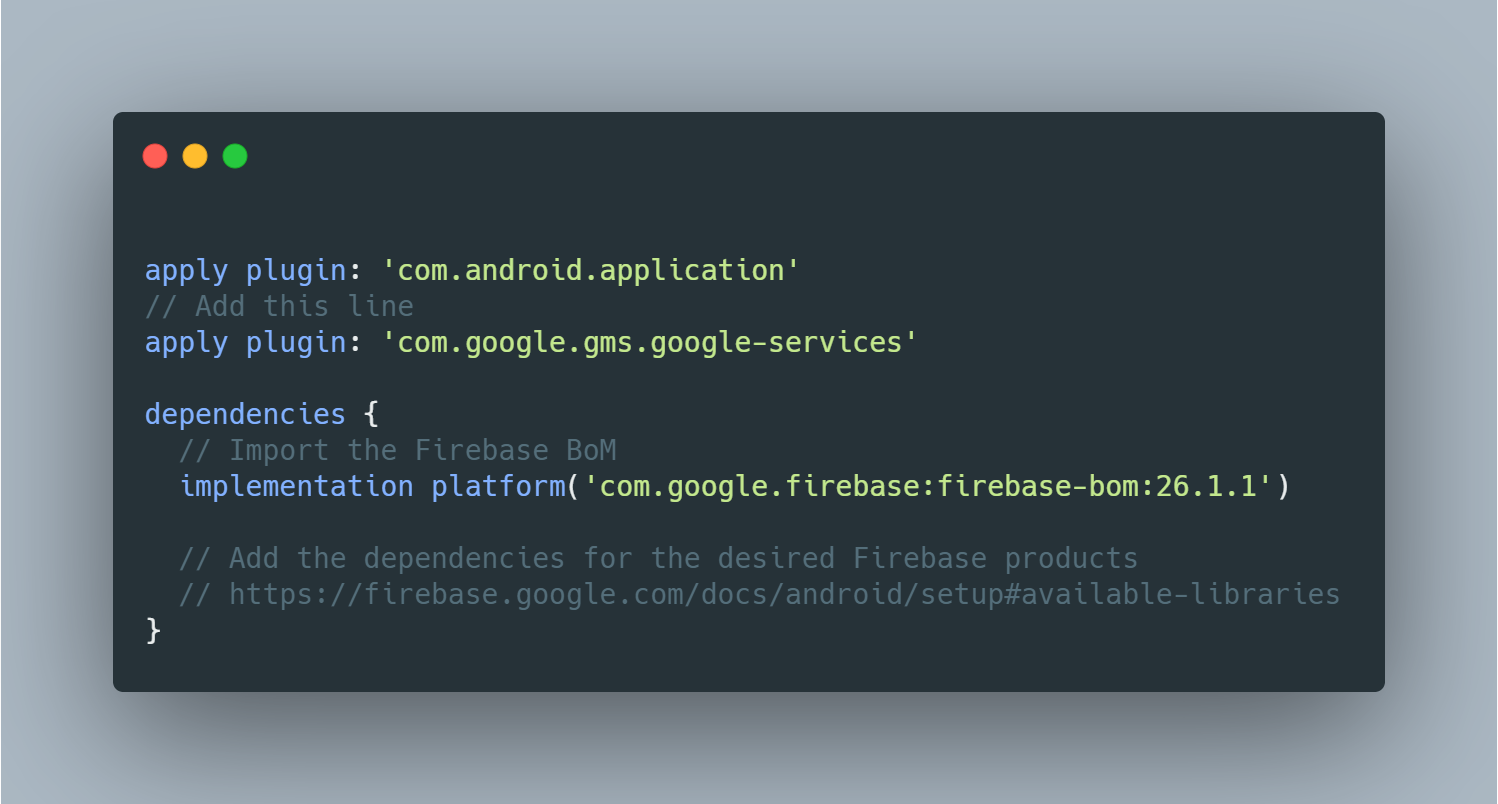 apply plugin: 'com.android.application'
// Add this line
apply plugin: 'com.google.gms.google-services'

dependencies {
  // Import the Firebase BoM
  implementation platform('com.google.firebase:firebase-bom:26.1.1')

  // Add the dependencies for the desired Firebase products
  // https://firebase.google.com/docs/android/setup#available-libraries
}